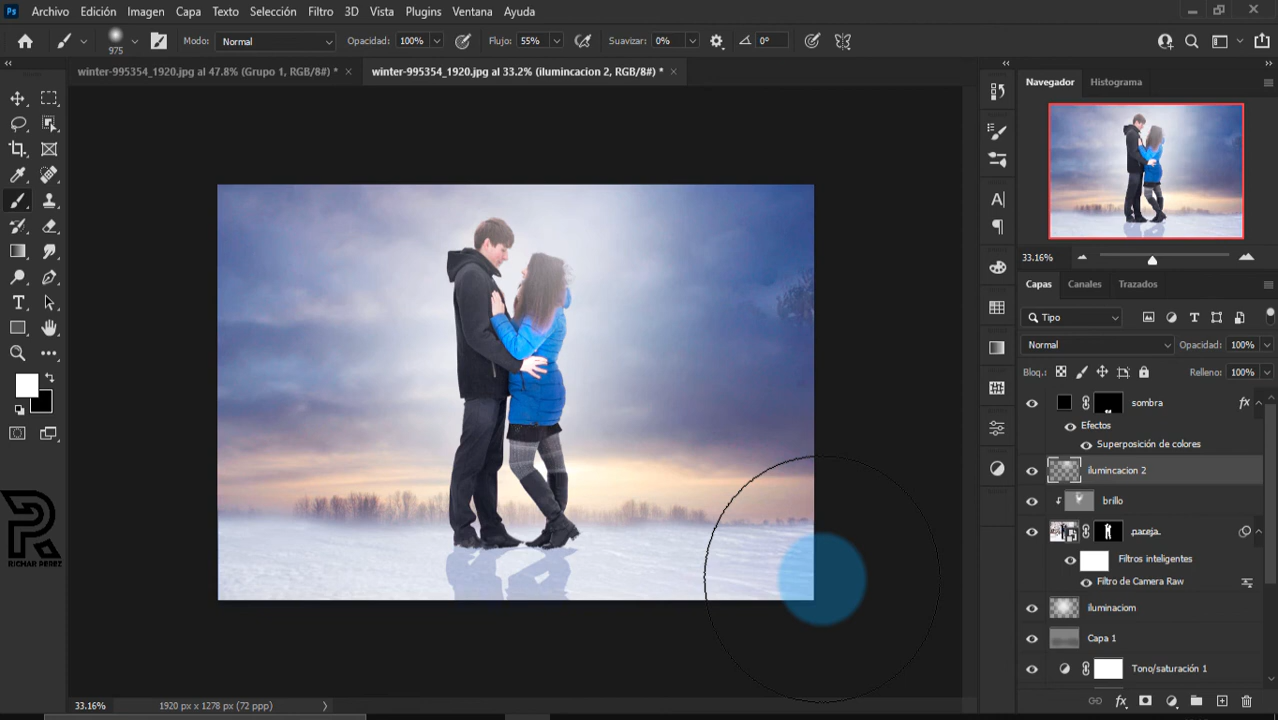 Ps Archivo Edición Imagen Capa Texto Selección Filtro 3D Vista Plugins Ventana Ayuda
975 Modo: Normal Opacidad: 100% Flujo: 55% Suavizar: 0% 0°
winter-995354_1920.jpg al 47.8% (Grupo 1, RGB/8#) * × winter-995354_1920.jpg al 33.2% (ilumincacion 2, RGB/8#) * ×
Navegador Histograma
33.16%
Capas Canales Trazados
Tipo
Normal Opacidad: 100%
Bloq.: Relleno: 100%
sombra fx
Efectos
Superposición de colores
ilumincacion 2
brillo
pareja
Filtros inteligentes
Filtro de Camera Raw
iluminaciom
Capa 1
Tono/saturación 1
RICHAR PEREZ
33.16% 1920 px x 1278 px (72 ppp)